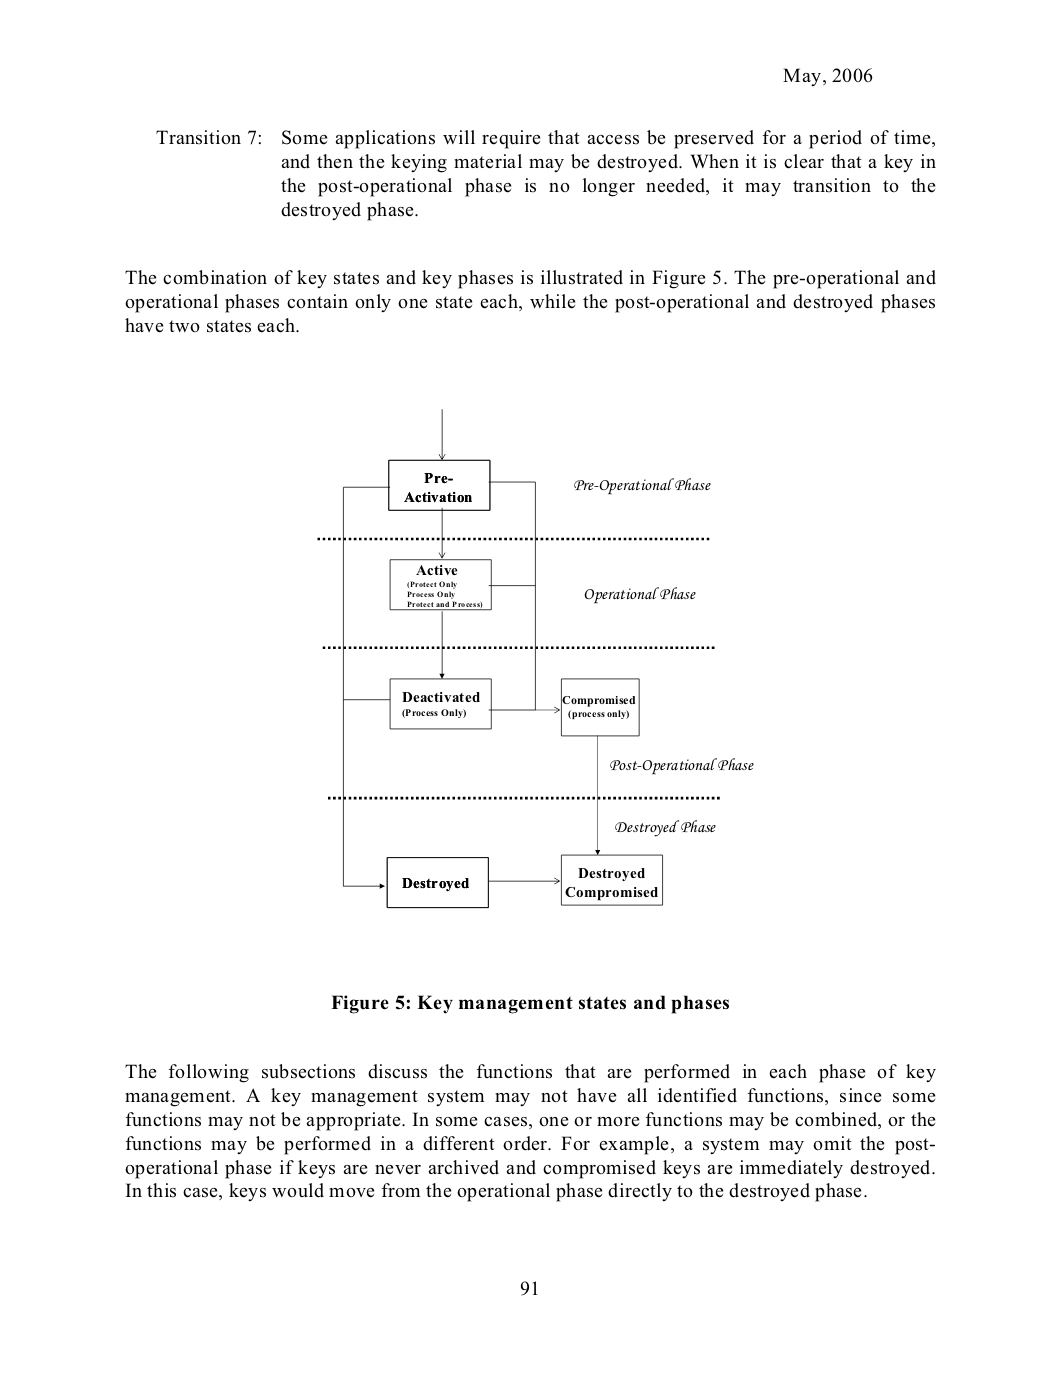 May, 2006
Transition 7: Some applications will require that access be preserved for a period of time,
and then the keying material may be destroyed. When it is clear that a key in
the post-operational phase is no longer needed, it may transition to the
destroyed phase.
The combination of key states and key phases is illustrated in Figure 5. The pre-operational and
operational phases contain only one state each, while the post-operational and destroyed phases
have two states each.
Pre-
Activation
Pre-Operational Phase
Active
(Protect Only
Process Only
Protect and Process)
Operational Phase
Deactivated
(Process Only)
Compromised
(process only)
Post-Operational Phase
Destroyed Phase
Destroyed
Destroyed
Compromised
Figure 5: Key management states and phases
The following subsections discuss the functions that are performed in each phase of key
management. A key management system may not have all identified functions, since some
functions may not be appropriate. In some cases, one or more functions may be combined, or the
functions may be performed in a different order. For example, a system may omit the post-
operational phase if keys are never archived and compromised keys are immediately destroyed.
In this case, keys would move from the operational phase directly to the destroyed phase.
91